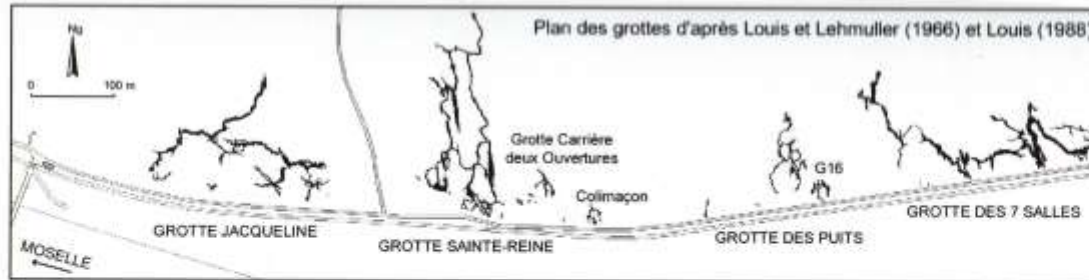 Plan des grottes d'après Louis et Lehmuller (1966) et Louis (1988)
Ng
0 100 m
Grotte Carrière
deux Ouvertures
G16
Colimaçon
GROTTE DES 7 SALLES
GROTTE JACQUELINE
GROTTE SAINTE-REINE
GROTTE DES PUITS
MOSELLE